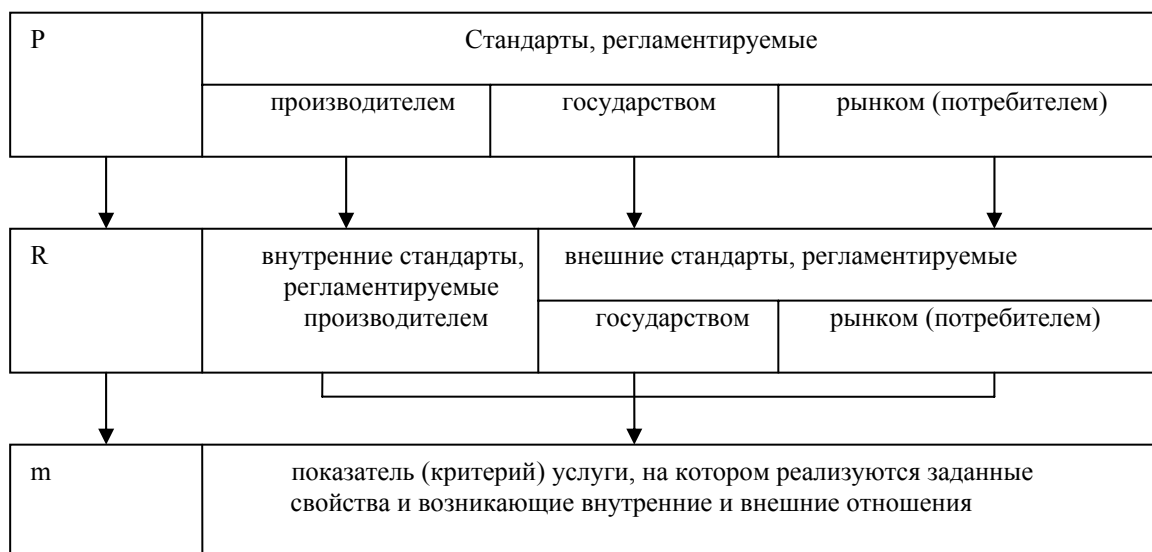 P
Стандарты, регламентируемые
производителем
государством
рынком (потребителем)
R
внутренние стандарты,
регламентируемые
производителем
внешние стандарты, регламентируемые
государством
рынком (потребителем)
m
показатель (критерий) услуги, на котором реализуются заданные
свойства и возникающие внутренние и внешние отношения